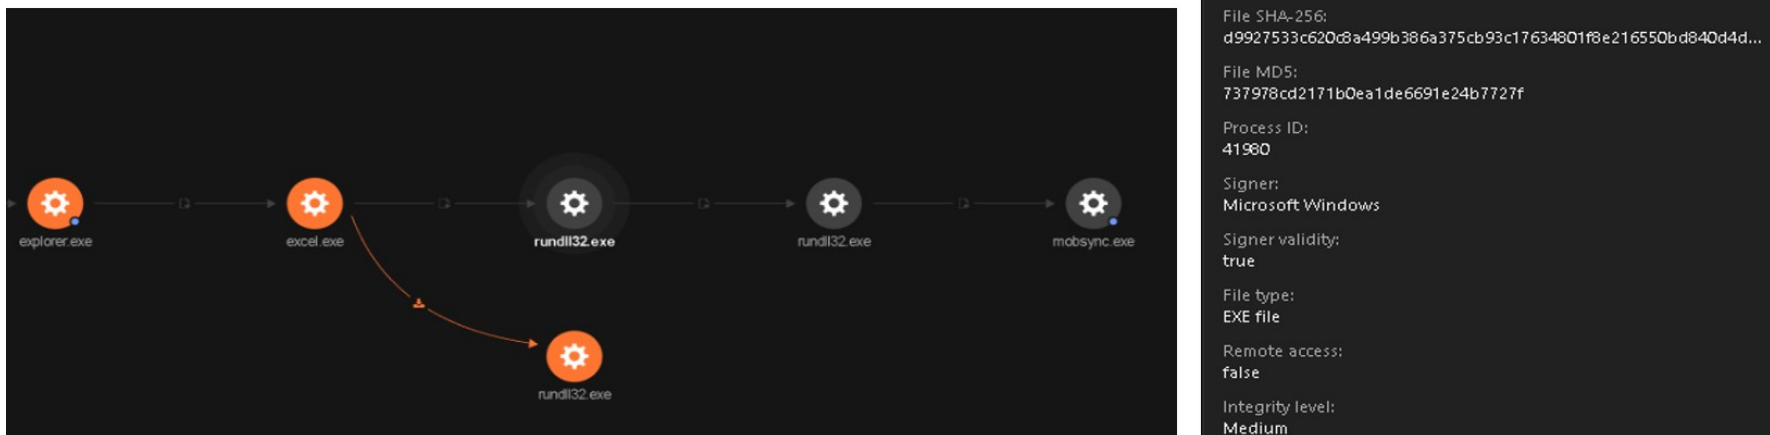 explorer.exe
excel.exe
rundll32.exe
rundll32.exe
mobsync.exe
rundll32.exe
File SHA-256:
d9927533c620c8a499b386a375cb93c17634801f8e216550bd840d4d...
File MD5:
737978cd2171b0ea1de6691e24b7727f
Process ID:
41980
Signer:
Microsoft Windows
Signer validity:
true
File type:
EXE file
Remote access:
false
Integrity level:
Medium